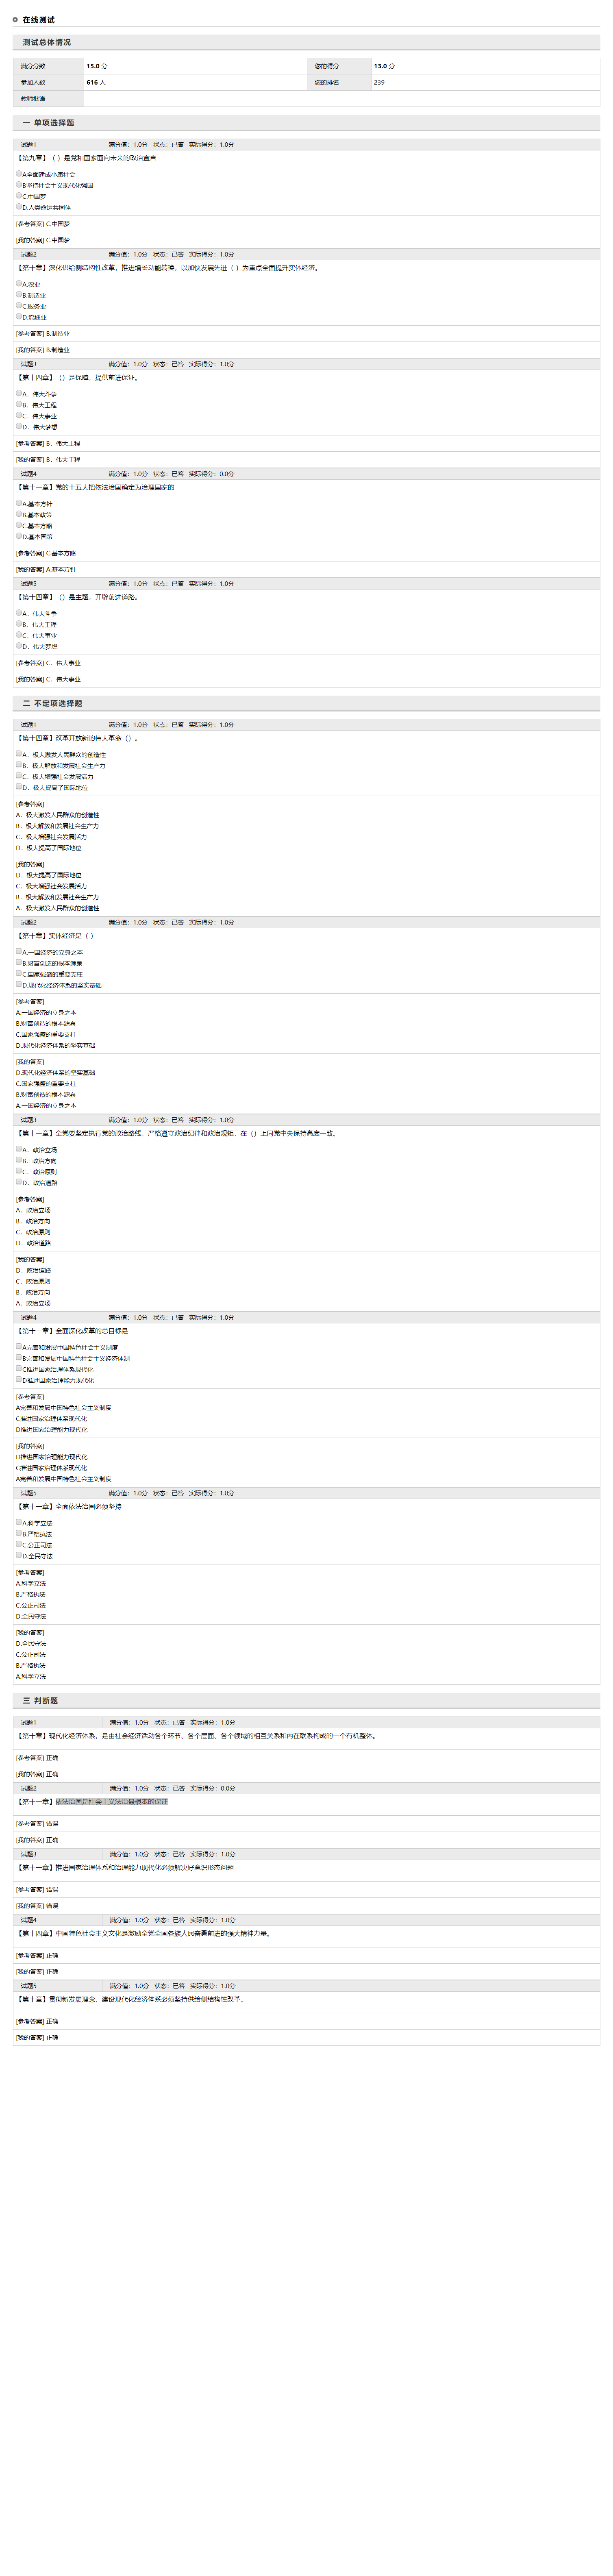 在线测试
测试总体情况
满分分数 15.0 分 您的得分 13.0 分
参加人数 616 人 您的排名 239
教师批语
一 单项选择题
试题1 满分值：1.0分 状态：已答 实际得分：1.0分
【第九章】（ ）是党和国家面向未来的政治宣言
A全面建成小康社会
B坚持社会主义现代化强国
C.中国梦
D.人类命运共同体
[参考答案] C.中国梦
[我的答案] C.中国梦
试题2 满分值：1.0分 状态：已答 实际得分：1.0分
【第十章】深化供给侧结构性改革，推进增长动能转换，以加快发展先进（ ）为重点全面提升实体经济。
A.农业
B.制造业
C.服务业
D.流通业
[参考答案] B.制造业
[我的答案] B.制造业
试题3 满分值：1.0分 状态：已答 实际得分：1.0分
【第十四章】（）是保障，提供前进保证。
A．伟大斗争
B．伟大工程
C．伟大事业
D．伟大梦想
[参考答案] B．伟大工程
[我的答案] B．伟大工程
试题4 满分值：1.0分 状态：已答 实际得分：0.0分
【第十一章】党的十五大把依法治国确定为治理国家的
A.基本方针
B.基本政策
C.基本方略
D.基本国策
[参考答案] C.基本方略
[我的答案] A.基本方针
试题5 满分值：1.0分 状态：已答 实际得分：1.0分
【第十四章】（）是主题，开辟前进道路。
A．伟大斗争
B．伟大工程
C．伟大事业
D．伟大梦想
[参考答案] C．伟大事业
[我的答案] C．伟大事业
二 不定项选择题
试题1 满分值：1.0分 状态：已答 实际得分：1.0分
【第十四章】改革开放新的伟大革命（）。
A．极大激发人民群众的创造性
B．极大解放和发展社会生产力
C．极大增强社会发展活力
D．极大提高了国际地位
[参考答案]
A．极大激发人民群众的创造性
B．极大解放和发展社会生产力
C．极大增强社会发展活力
D．极大提高了国际地位
[我的答案]
D．极大提高了国际地位
C．极大增强社会发展活力
B．极大解放和发展社会生产力
A．极大激发人民群众的创造性
试题2 满分值：1.0分 状态：已答 实际得分：1.0分
【第十章】实体经济是（ ）
A.一国经济的立身之本
B.财富创造的根本源泉
C.国家强盛的重要支柱
D.现代化经济体系的坚实基础
[参考答案]
A.一国经济的立身之本
B.财富创造的根本源泉
C.国家强盛的重要支柱
D.现代化经济体系的坚实基础
[我的答案]
D.现代化经济体系的坚实基础
C.国家强盛的重要支柱
B.财富创造的根本源泉
A.一国经济的立身之本
试题3 满分值：1.0分 状态：已答 实际得分：1.0分
【第十一章】全党要坚定执行党的政治路线，严格遵守政治纪律和政治规矩，在（）上同党中央保持高度一致。
A．政治立场
B．政治方向
C．政治原则
D．政治道路
[参考答案]
A．政治立场
B．政治方向
C．政治原则
D．政治道路
[我的答案]
D．政治道路
C．政治原则
B．政治方向
A．政治立场
试题4 满分值：1.0分 状态：已答 实际得分：1.0分
【第十一章】全面深化改革的总目标是
A完善和发展中国特色社会主义制度
B完善和发展中国特色社会主义经济体制
C推进国家治理体系现代化
D推进国家治理能力现代化
[参考答案]
A完善和发展中国特色社会主义制度
C推进国家治理体系现代化
D推进国家治理能力现代化
[我的答案]
D推进国家治理能力现代化
C推进国家治理体系现代化
A完善和发展中国特色社会主义制度
试题5 满分值：1.0分 状态：已答 实际得分：1.0分
【第十一章】全面依法治国必须坚持
A.科学立法
B.严格执法
C.公正司法
D.全民守法
[参考答案]
A.科学立法
B.严格执法
C.公正司法
D.全民守法
[我的答案]
D.全民守法
C.公正司法
B.严格执法
A.科学立法
三 判断题
试题1 满分值：1.0分 状态：已答 实际得分：1.0分
【第十章】现代化经济体系，是由社会经济活动各个环节、各个层面、各个领域的相互关系和内在联系构成的一个有机整体。
[参考答案] 正确
[我的答案] 正确
试题2 满分值：1.0分 状态：已答 实际得分：0.0分
【第十一章】依法治国是社会主义法治最根本的保证
[参考答案] 错误
[我的答案] 正确
试题3 满分值：1.0分 状态：已答 实际得分：1.0分
【第十一章】推进国家治理体系和治理能力现代化必须解决好意识形态问题
[参考答案] 错误
[我的答案] 错误
试题4 满分值：1.0分 状态：已答 实际得分：1.0分
【第十四章】中国特色社会主义文化是激励全党全国各族人民奋勇前进的强大精神力量。
[参考答案] 正确
[我的答案] 正确
试题5 满分值：1.0分 状态：已答 实际得分：1.0分
【第十章】贯彻新发展理念，建设现代化经济体系必须坚持供给侧结构性改革。
[参考答案] 正确
[我的答案] 正确